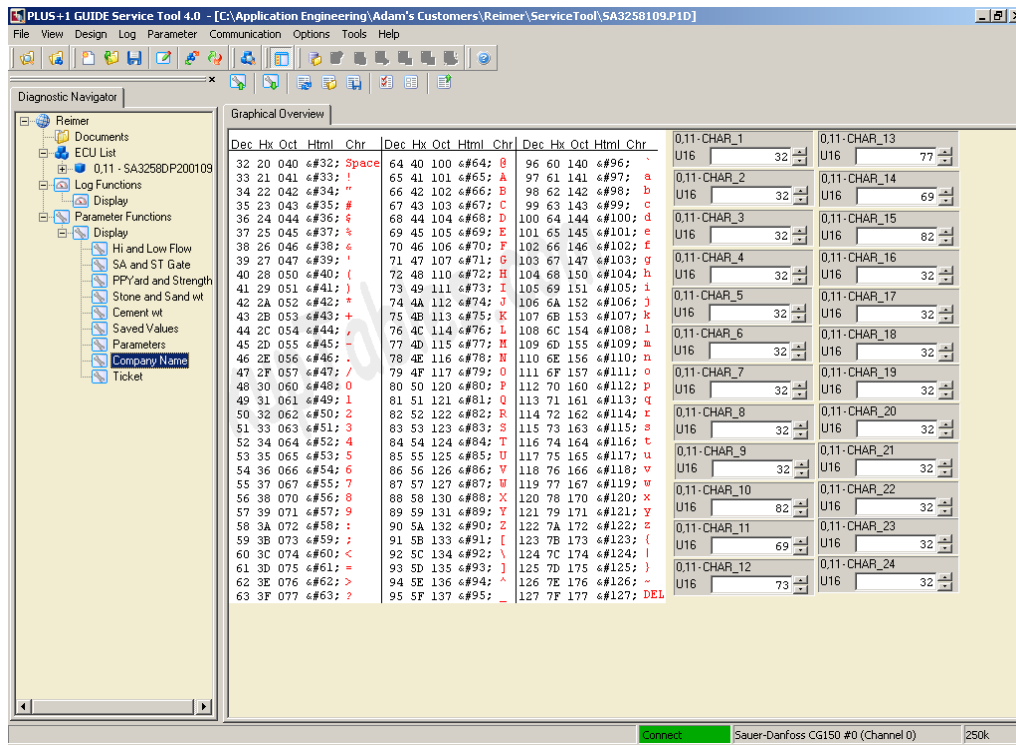 PLUS+1 GUIDE Service Tool 4.0 - [C:\Application Engineering\Adam's Customers\Reimer\ServiceTool\SA3258109.P1D]
File View Design Log Parameter Communication Options Tools Help
Diagnostic Navigator
Reimer
Documents
ECU List
0,11 - SA3258DP200109
Log Functions
Display
Parameter Functions
Display
Hi and Low Flow
SA and ST Gate
PPYard and Strength
Stone and Sand wt
Cement wt
Saved Values
Parameters
Company Name
Ticket
Graphical Overview
Dec Hx Oct Html Chr Dec Hx Oct Html Chr Dec Hx Oct Html Chr
32 20 040 &#32; Space 64 40 100 &#64; @ 96 60 140 &#96; `
33 21 041 &#33; ! 65 41 101 &#65; A 97 61 141 &#97; a
34 22 042 &#34; " 66 42 102 &#66; B 98 62 142 &#98; b
35 23 043 &#35; # 67 43 103 &#67; C 99 63 143 &#99; c
36 24 044 &#36; $ 68 44 104 &#68; D 100 64 144 &#100; d
37 25 045 &#37; % 69 45 105 &#69; E 101 65 145 &#101; e
38 26 046 &#38; & 70 46 106 &#70; F 102 66 146 &#102; f
39 27 047 &#39; ' 71 47 107 &#71; G 103 67 147 &#103; g
40 28 050 &#40; ( 72 48 110 &#72; H 104 68 150 &#104; h
41 29 051 &#41; ) 73 49 111 &#73; I 105 69 151 &#105; i
42 2A 052 &#42; * 74 4A 112 &#74; J 106 6A 152 &#106; j
43 2B 053 &#43; + 75 4B 113 &#75; K 107 6B 153 &#107; k
44 2C 054 &#44; , 76 4C 114 &#76; L 108 6C 154 &#108; l
45 2D 055 &#45; - 77 4D 115 &#77; M 109 6D 155 &#109; m
46 2E 056 &#46; . 78 4E 116 &#78; N 110 6E 156 &#110; n
47 2F 057 &#47; / 79 4F 117 &#79; O 111 6F 157 &#111; o
48 30 060 &#48; 0 80 50 120 &#80; P 112 70 160 &#112; p
49 31 061 &#49; 1 81 51 121 &#81; Q 113 71 161 &#113; q
50 32 062 &#50; 2 82 52 122 &#82; R 114 72 162 &#114; r
51 33 063 &#51; 3 83 53 123 &#83; S 115 73 163 &#115; s
52 34 064 &#52; 4 84 54 124 &#84; T 116 74 164 &#116; t
53 35 065 &#53; 5 85 55 125 &#85; U 117 75 165 &#117; u
54 36 066 &#54; 6 86 56 126 &#86; V 118 76 166 &#118; v
55 37 067 &#55; 7 87 57 127 &#87; W 119 77 167 &#119; w
56 38 070 &#56; 8 88 58 130 &#88; X 120 78 170 &#120; x
57 39 071 &#57; 9 89 59 131 &#89; Y 121 79 171 &#121; y
58 3A 072 &#58; : 90 5A 132 &#90; Z 122 7A 172 &#122; z
59 3B 073 &#59; ; 91 5B 133 &#91; [ 123 7B 173 &#123; {
60 3C 074 &#60; < 92 5C 134 &#92; \ 124 7C 174 &#124; |
61 3D 075 &#61; = 93 5D 135 &#93; ] 125 7D 175 &#125; }
62 3E 076 &#62; > 94 5E 136 &#94; ^ 126 7E 176 &#126; ~
63 3F 077 &#63; ? 95 5F 137 &#95; _ 127 7F 177 &#127; DEL
0,11-CHAR_1
U16 32
0,11-CHAR_2
U16 32
0,11-CHAR_3
U16 32
0,11-CHAR_4
U16 32
0,11-CHAR_5
U16 32
0,11-CHAR_6
U16 32
0,11-CHAR_7
U16 32
0,11-CHAR_8
U16 32
0,11-CHAR_9
U16 32
0,11-CHAR_10
U16 82
0,11-CHAR_11
U16 69
0,11-CHAR_12
U16 73
0,11-CHAR_13
U16 77
0,11-CHAR_14
U16 69
0,11-CHAR_15
U16 82
0,11-CHAR_16
U16 32
0,11-CHAR_17
U16 32
0,11-CHAR_18
U16 32
0,11-CHAR_19
U16 32
0,11-CHAR_20
U16 32
0,11-CHAR_21
U16 32
0,11-CHAR_22
U16 32
0,11-CHAR_23
U16 32
0,11-CHAR_24
U16 32
Connect Sauer-Danfoss CG150 #0 (Channel 0) 250k